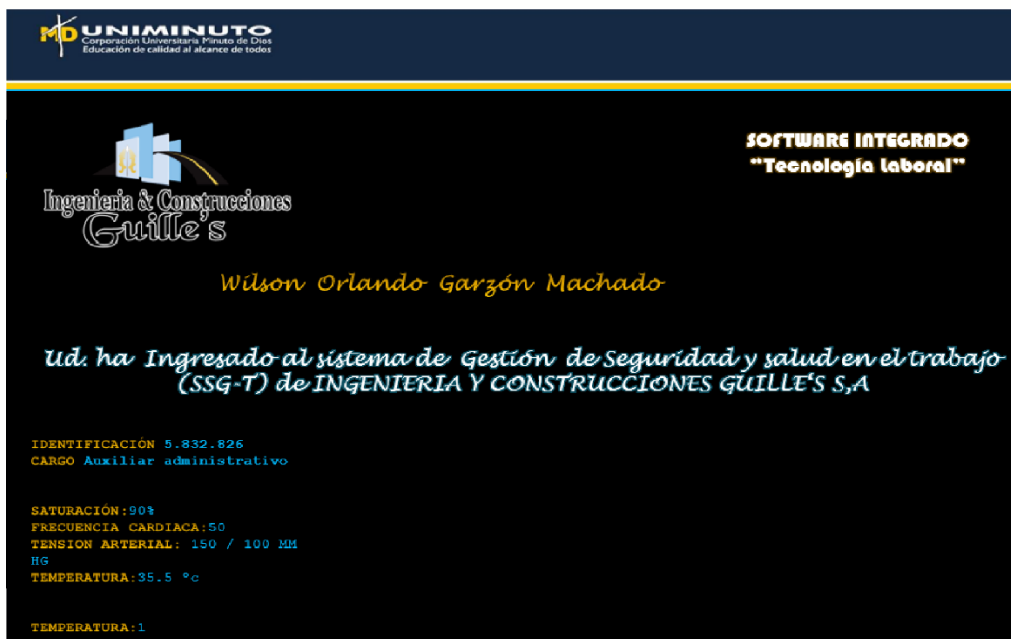 UNIMINUTO
Corporación Universitaria Minuto de Dios
Educación de calidad al alcance de todos
SOFTWARE INTEGRADO
“Tecnología Laboral”
Ingenieria & Construcciones
Guille's
Wilson Orlando Garzón Machado
Ud. ha Ingresado al sistema de Gestión de Seguridad y salud en el trabajo
(SSG-T) de INGENIERIA Y CONSTRUCCIONES GUILLE'S S,A
IDENTIFICACIÓN 5.832.826
CARGO Auxiliar administrativo
SATURACIÓN:90%
FRECUENCIA CARDIACA:50
TENSION ARTERIAL: 150 / 100 MM
HG
TEMPERATURA:35.5 °c
TEMPERATURA:1